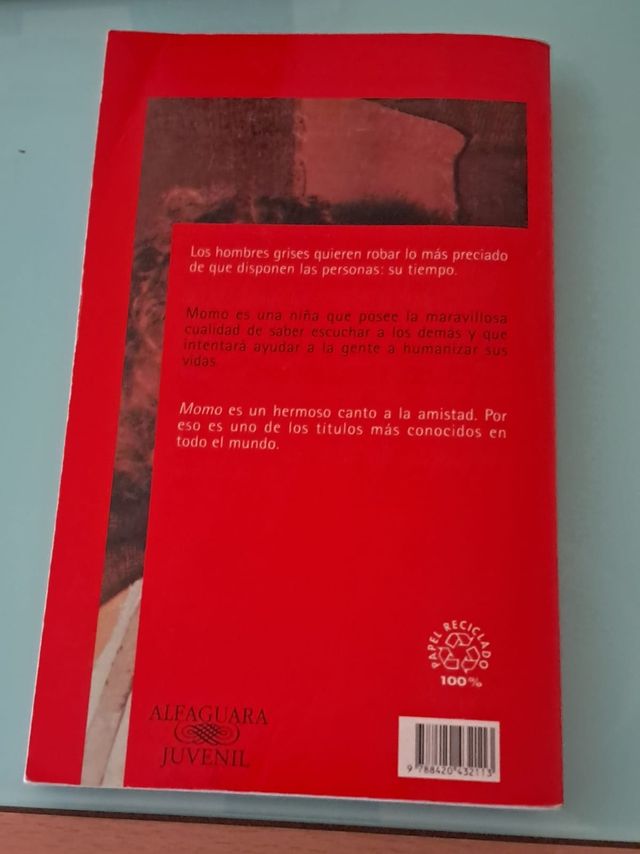 Los hombres grises quieren robar lo más preciado
de que disponen las personas: su tiempo.
Momo es una niña que posee la maravillosa
cualidad de saber escuchar a los demás y que
intentará ayudar a la gente a humanizar sus
vidas.
Momo es un hermoso canto a la amistad. Por
eso es uno de los títulos más conocidos en
todo el mundo.
PAPEL RECICLADO
100%
ALFAGUARA
JUVENIL
9 788420 432113